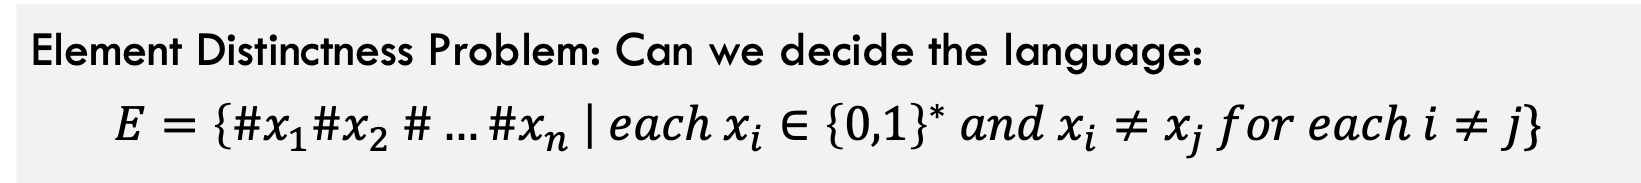 Element Distinctness Problem: Can we decide the language:
E = {#x₁#x₂ # … #xₙ | each xᵢ ∈ {0,1}* and xᵢ ≠ xⱼ for each i ≠ j}